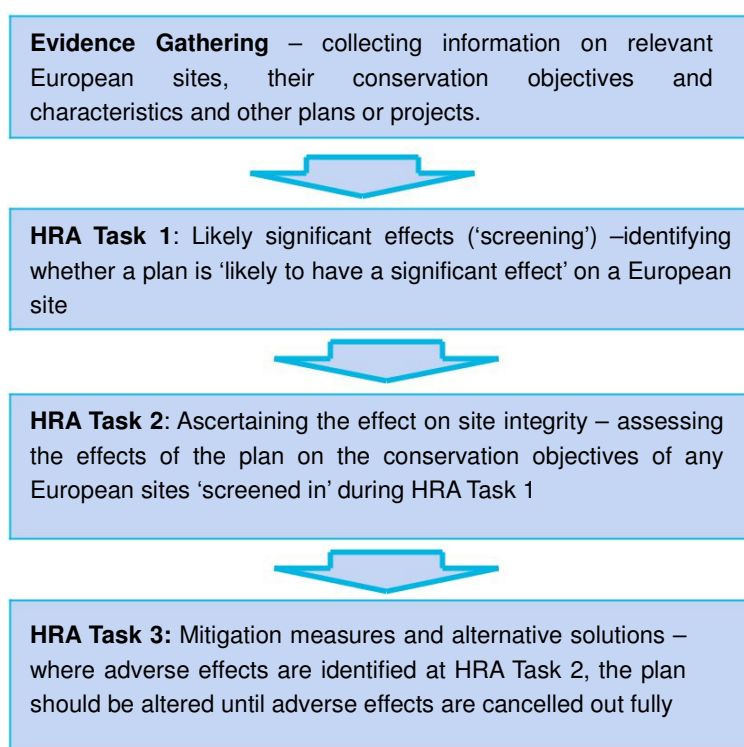 Evidence Gathering – collecting information on relevant
European sites, their conservation objectives and
characteristics and other plans or projects.
HRA Task 1: Likely significant effects (‘screening’) –identifying
whether a plan is ‘likely to have a significant effect’ on a European
site
HRA Task 2: Ascertaining the effect on site integrity – assessing
the effects of the plan on the conservation objectives of any
European sites ‘screened in’ during HRA Task 1
HRA Task 3: Mitigation measures and alternative solutions –
where adverse effects are identified at HRA Task 2, the plan
should be altered until adverse effects are cancelled out fully